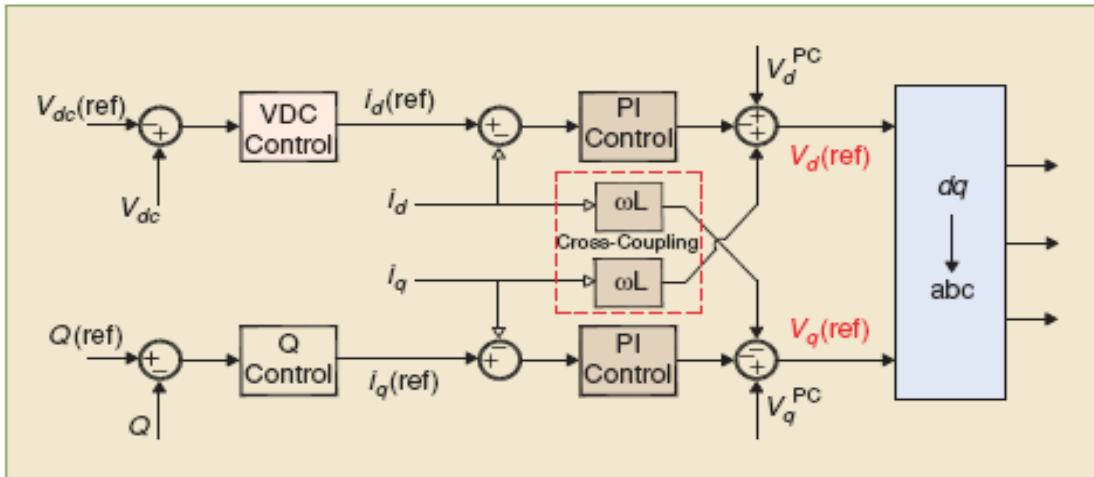 V_d^PC
V_dc(ref)
VDC
Control
i_d(ref)
PI
Control
V_d(ref)
V_dc
i_d
ωL
Cross-Coupling
i_q
ωL
dq
abc
Q(ref)
Q
Control
i_q(ref)
PI
Control
V_q(ref)
Q
V_q^PC